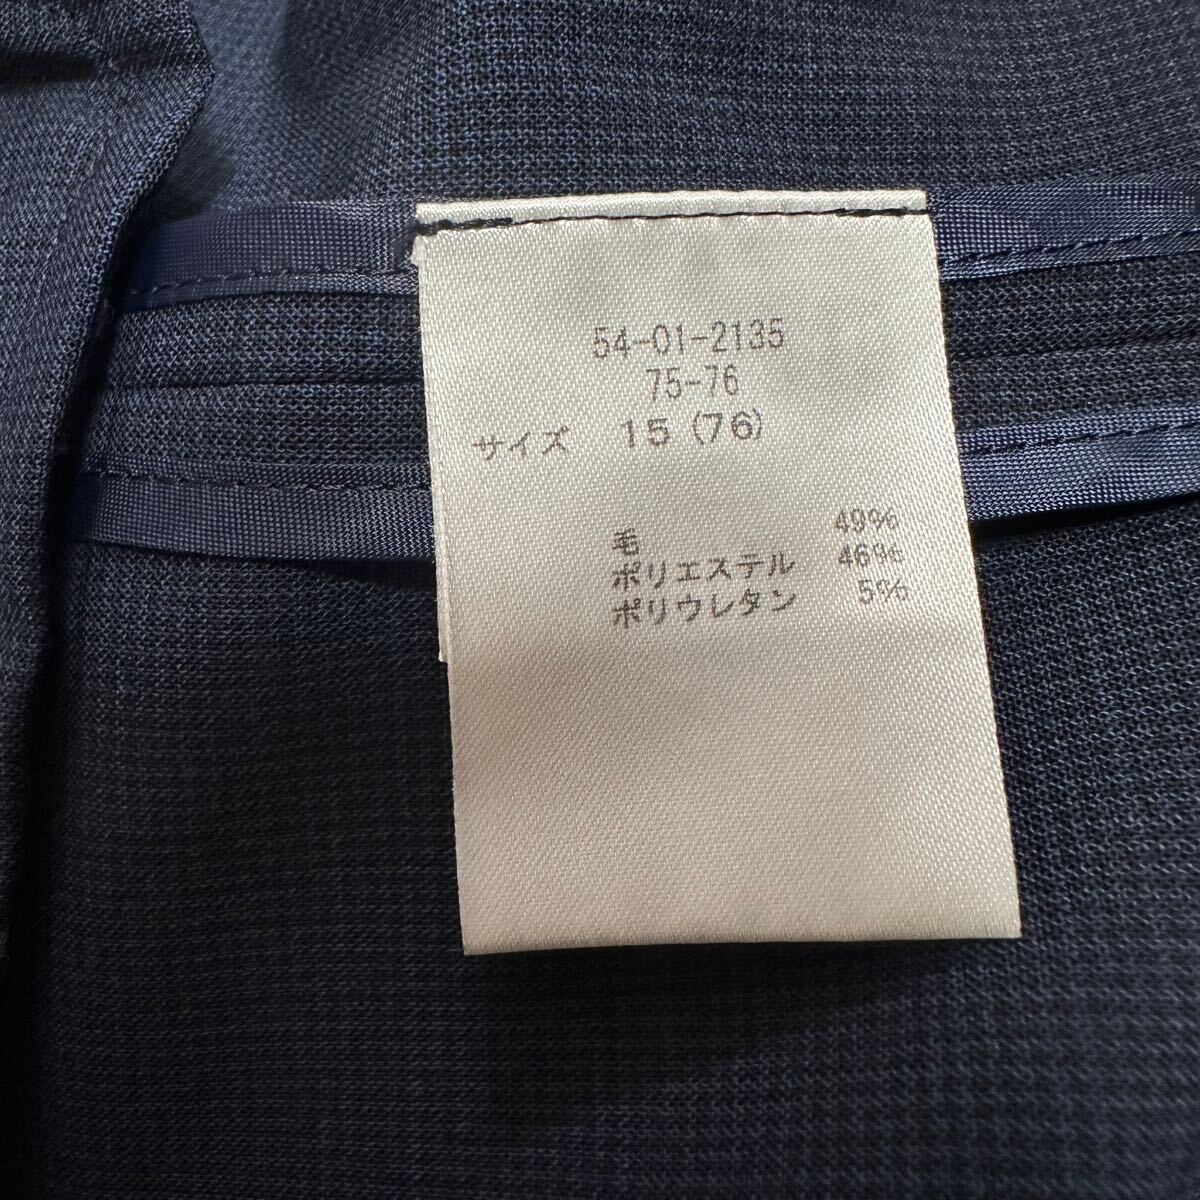 54-01-2135
75-76
サイズ 15 (76)
毛 49%
ポリエステル 46%
ポリウレタン 5%